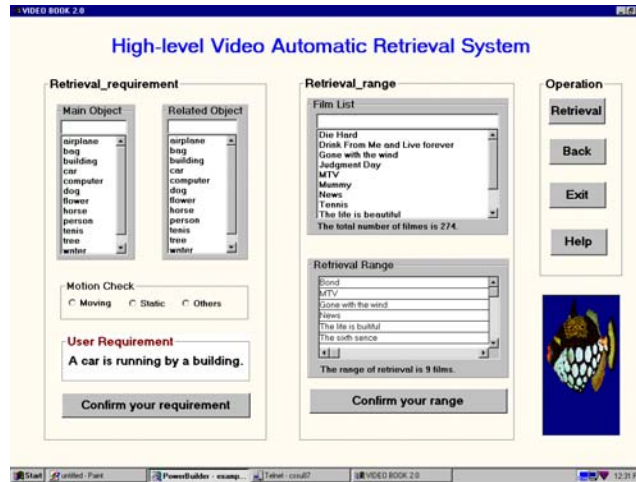 VIDEO BOOK 2.0
High-level Video Automatic Retrieval System
Retrieval_requirement
Main Object
airplane
bag
building
car
computer
dog
flower
horse
person
tenis
tree
Related Object
airplane
bag
building
car
computer
dog
flower
horse
person
tenis
tree
Motion Check
Moving Static Others
User Requirement
A car is running by a building.
Confirm your requirement
Retrieval_range
Film List
Die Hard
Drink From Me and Live forever
Gone with the wind
Judgment Day
MTV
Mummy
News
Tennis
The life is beautiful
The total number of filmes is 274.
Retrieval Range
Bond
MTV
Gone with the wind
News
The life is buitful
The sixth sence
The range of retrieval is 9 films.
Confirm your range
Operation
Retrieval
Back
Exit
Help
Start untitled - Paint PowerBuilder - examp... Telnet - VIDEO BOOK 2.0 12:31